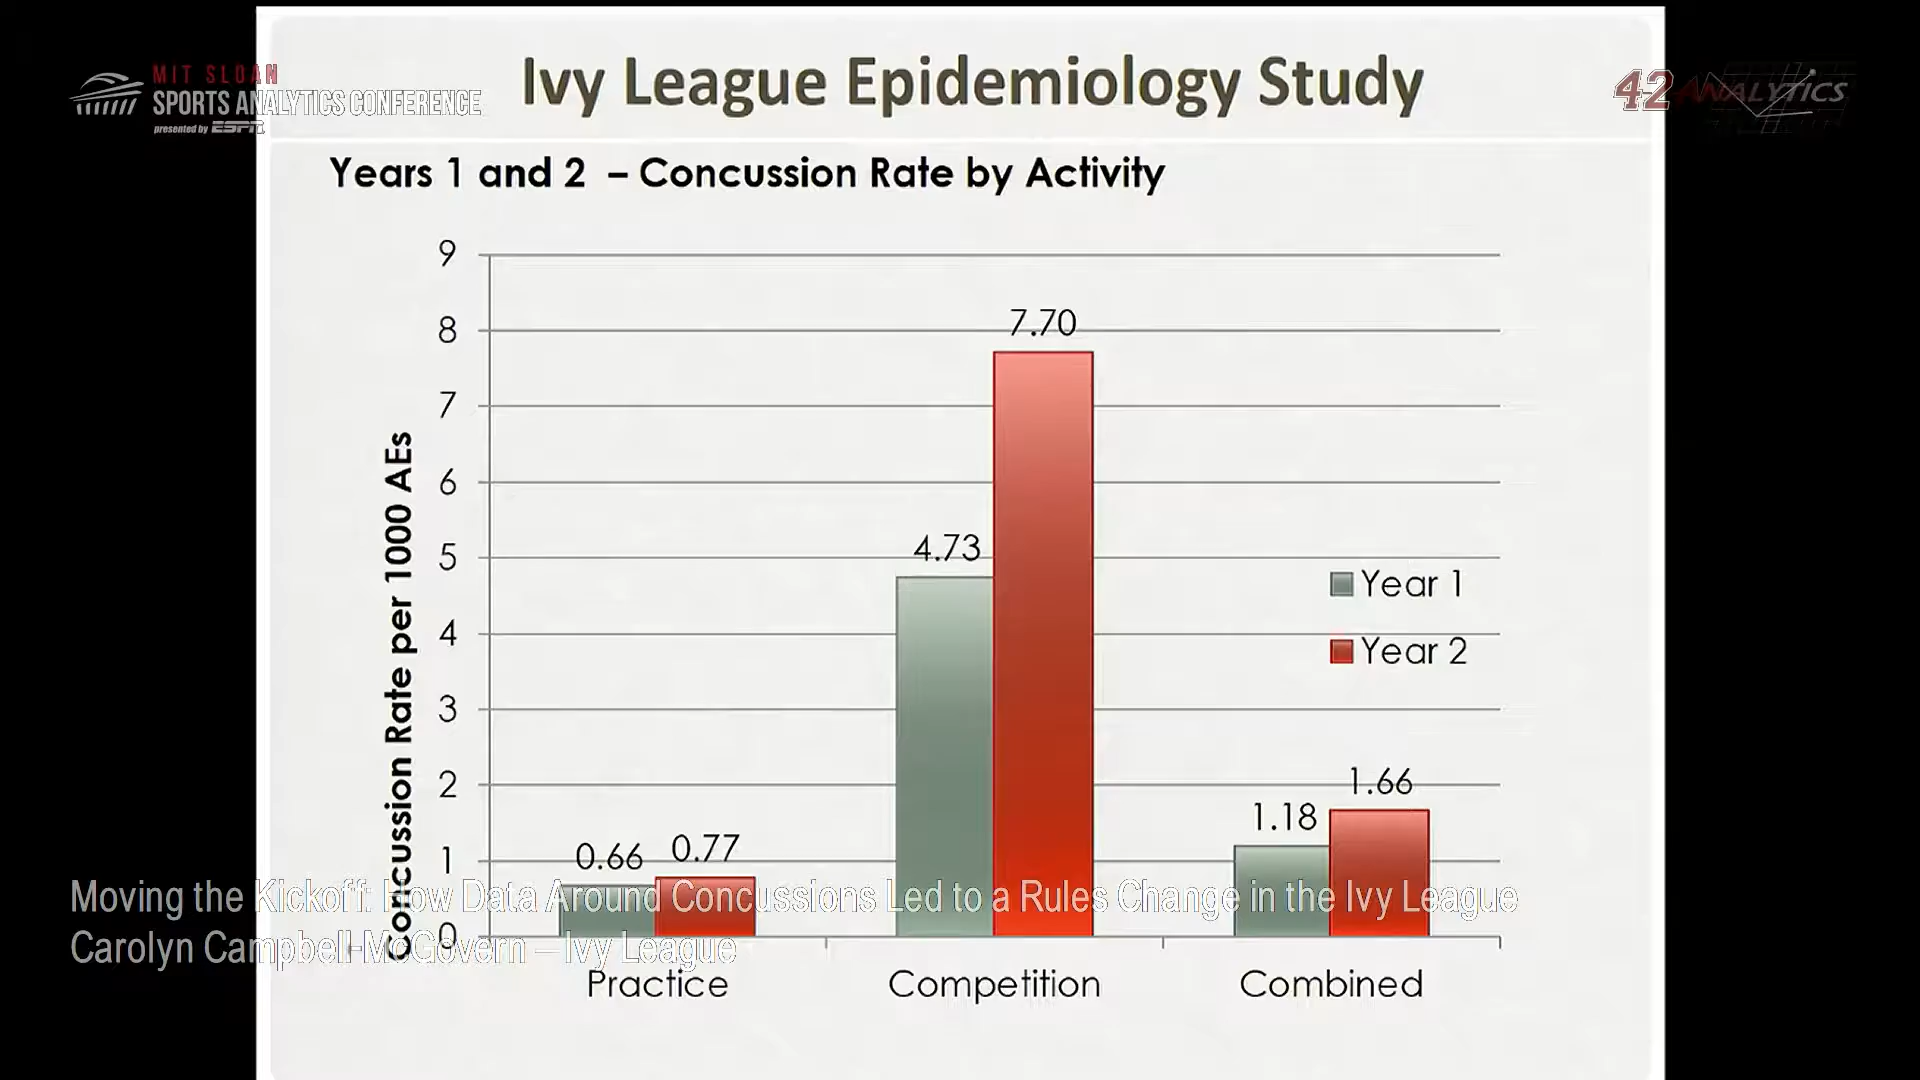 Ivy League Epidemiology Study
MIT SLOAN
SPORTS ANALYTICS CONFERENCE
presented by ESPN
42 ANALYTICS
Years 1 and 2 – Concussion Rate by Activity
Concussion Rate per 1000 AEs
9
8
7
6
5
4
3
2
1
0
7.70
4.73
0.66
0.77
1.18
1.66
Year 1
Year 2
Practice
Competition
Combined
Moving the Kickoff: How Data Around Concussions Led to a Rules Change in the Ivy League
Carolyn Campbell-McGovern – Ivy League